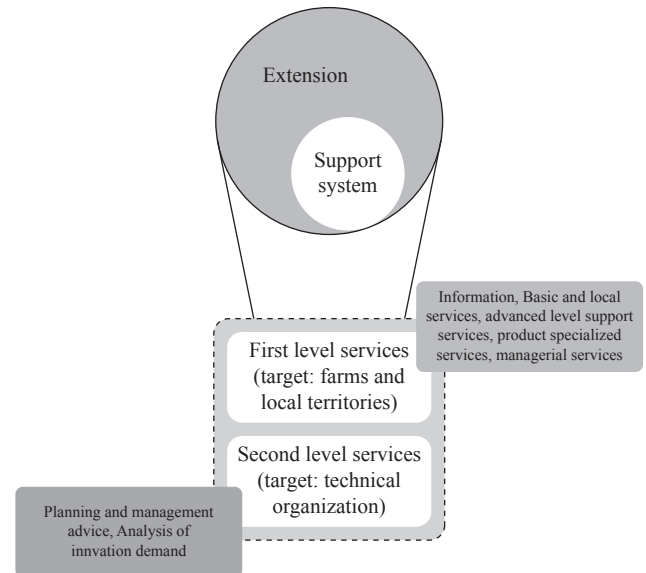 Extension
Support
system
Information, Basic and local
services, advanced level support
services, product specialized
services, managerial services
First level services
(target: farms and
local territories)
Second level services
(target: technical
organization)
Planning and management
advice, Analysis of
innvation demand